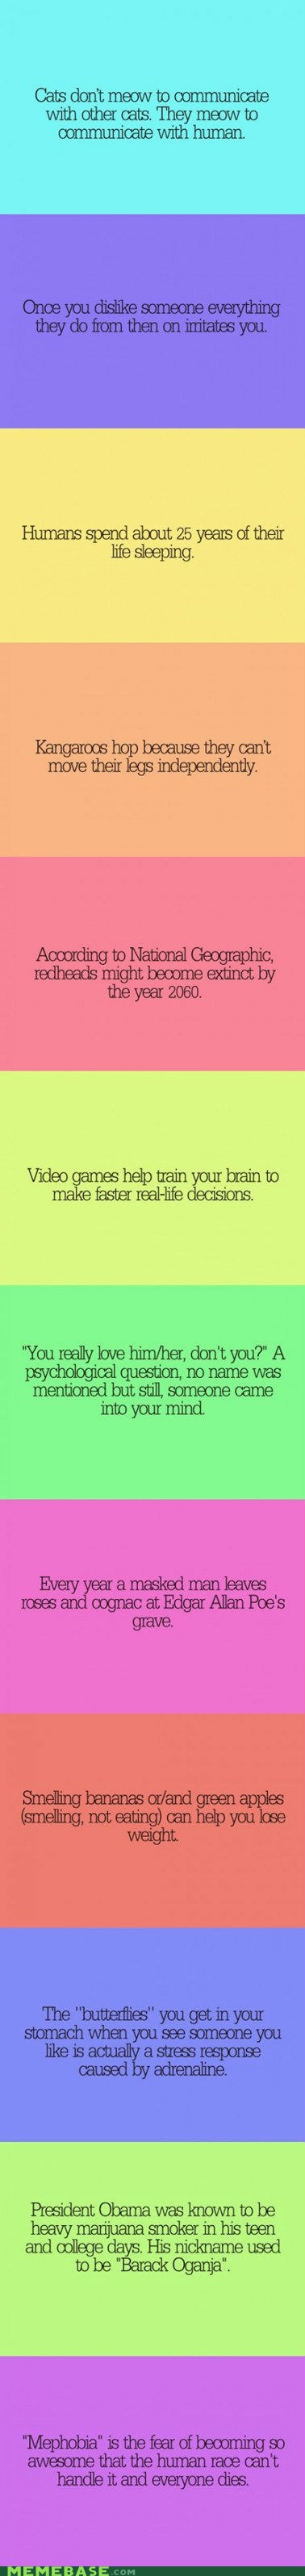 Cats don't meow to communicate
with other cats. They meow to
communicate with human.
Once you dislike someone everything
they do from then on irritates you.
Humans spend about 25 years of their
life sleeping.
Kangaroos hop because they can't
move their legs independently.
According to National Geographic,
redheads might become extinct by
the year 2060.
Video games help train your brain to
make faster real-life decisions.
"You really love him/her, don't you?" A
psychological question, no name was
mentioned but still, someone came
into your mind.
Every year a masked man leaves
roses and cognac at Edgar Allan Poe's
grave.
Smelling bananas or/and green apples
(smelling, not eating) can help you lose
weight.
The "butterflies" you get in your
stomach when you see someone you
like is actually a stress response
caused by adrenaline.
President Obama was known to be
heavy marijuana smoker in his teen
and college days. His nickname used
to be "Barack Oganja".
"Mephobia" is the fear of becoming so
awesome that the human race can't
handle it and everyone dies.
MEMEBASE.COM